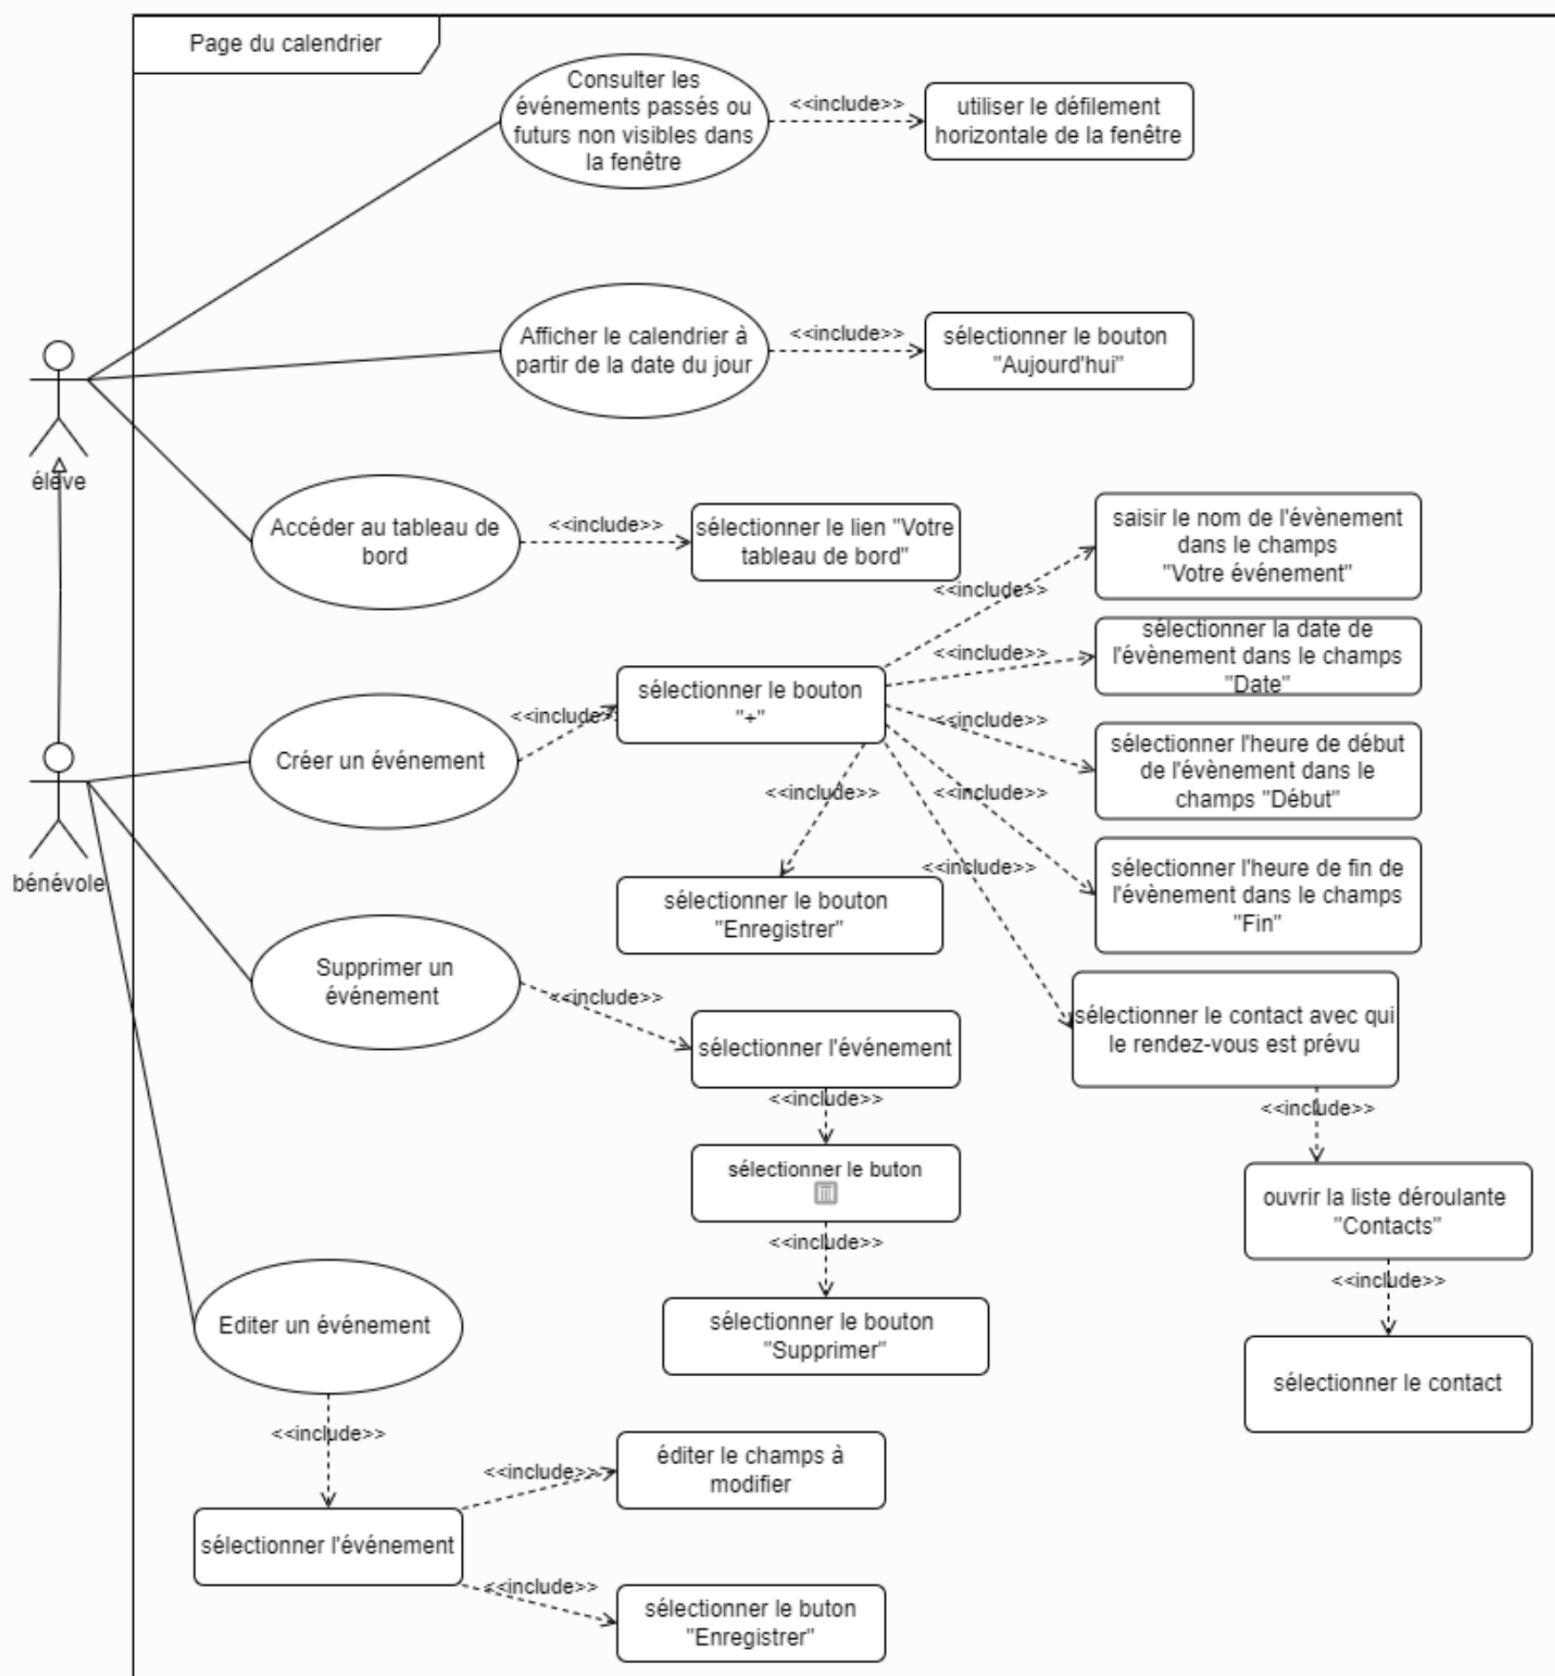 Page du calendrier
Consulter les
événements passés ou
futurs non visibles dans
la fenêtre
<<include>>
utiliser le défilement
horizontale de la fenêtre
Afficher le calendrier à
partir de la date du jour
<<include>>
sélectionner le bouton
"Aujourd'hui"
élève
Accéder au tableau de
bord
<<include>>
sélectionner le lien "Votre
tableau de bord"
<<include>>
saisir le nom de l'évènement
dans le champs
"Votre événement"
<<include>>
sélectionner la date de
l'évènement dans le champs
"Date"
Créer un événement
<<include>>
sélectionner le bouton
"+"
<<include>>
sélectionner l'heure de début
de l'évènement dans le
champs "Début"
<<include>>
<<include>>
sélectionner l'heure de fin de
l'évènement dans le champs
"Fin"
bénévole
sélectionner le bouton
"Enregistrer"
<<include>>
sélectionner le contact avec qui
le rendez-vous est prévu
Supprimer un
événement
<<include>>
sélectionner l'événement
<<include>>
sélectionner le buton
<<include>>
sélectionner le bouton
"Supprimer"
<<include>>
ouvrir la liste déroulante
"Contacts"
<<include>>
sélectionner le contact
Editer un événement
<<include>>
sélectionner l'événement
<<include>>
éditer le champs à
modifier
<<include>>
sélectionner le buton
"Enregistrer"